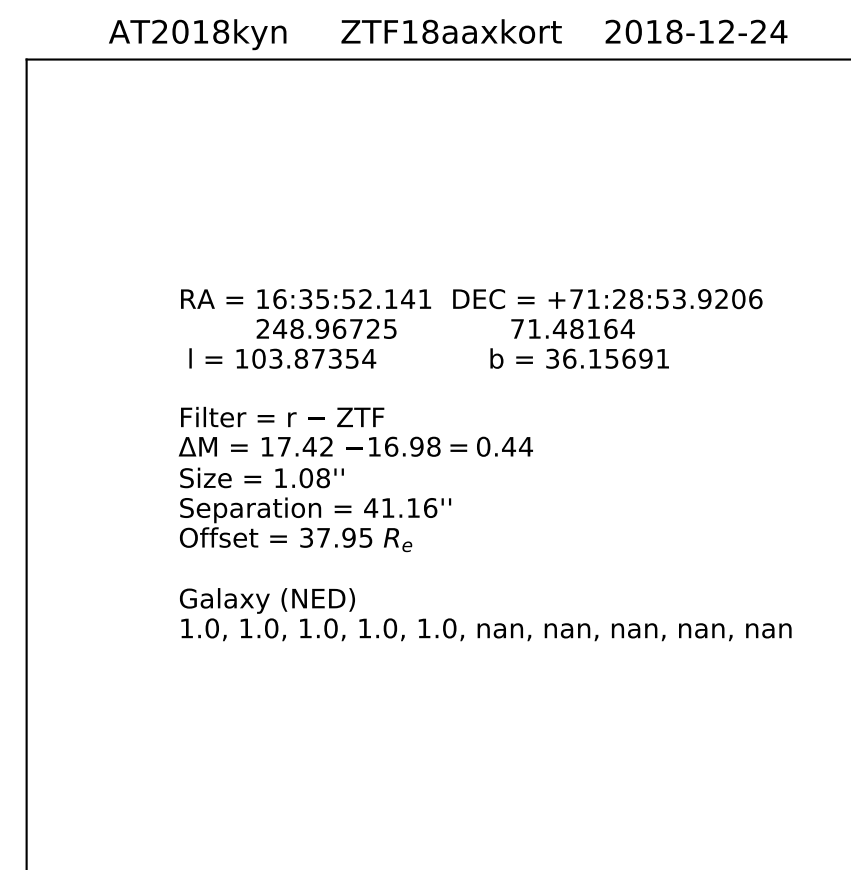 AT2018kyn ZTF18aaxkort 2018-12-24
RA = 16:35:52.141 DEC = +71:28:53.9206
248.96725 71.48164
l = 103.87354 b = 36.15691
Filter = r − ZTF
ΔM = 17.42 −16.98 = 0.44
Size = 1.08''
Separation = 41.16''
Offset = 37.95 Re
Galaxy (NED)
1.0, 1.0, 1.0, 1.0, 1.0, nan, nan, nan, nan, nan